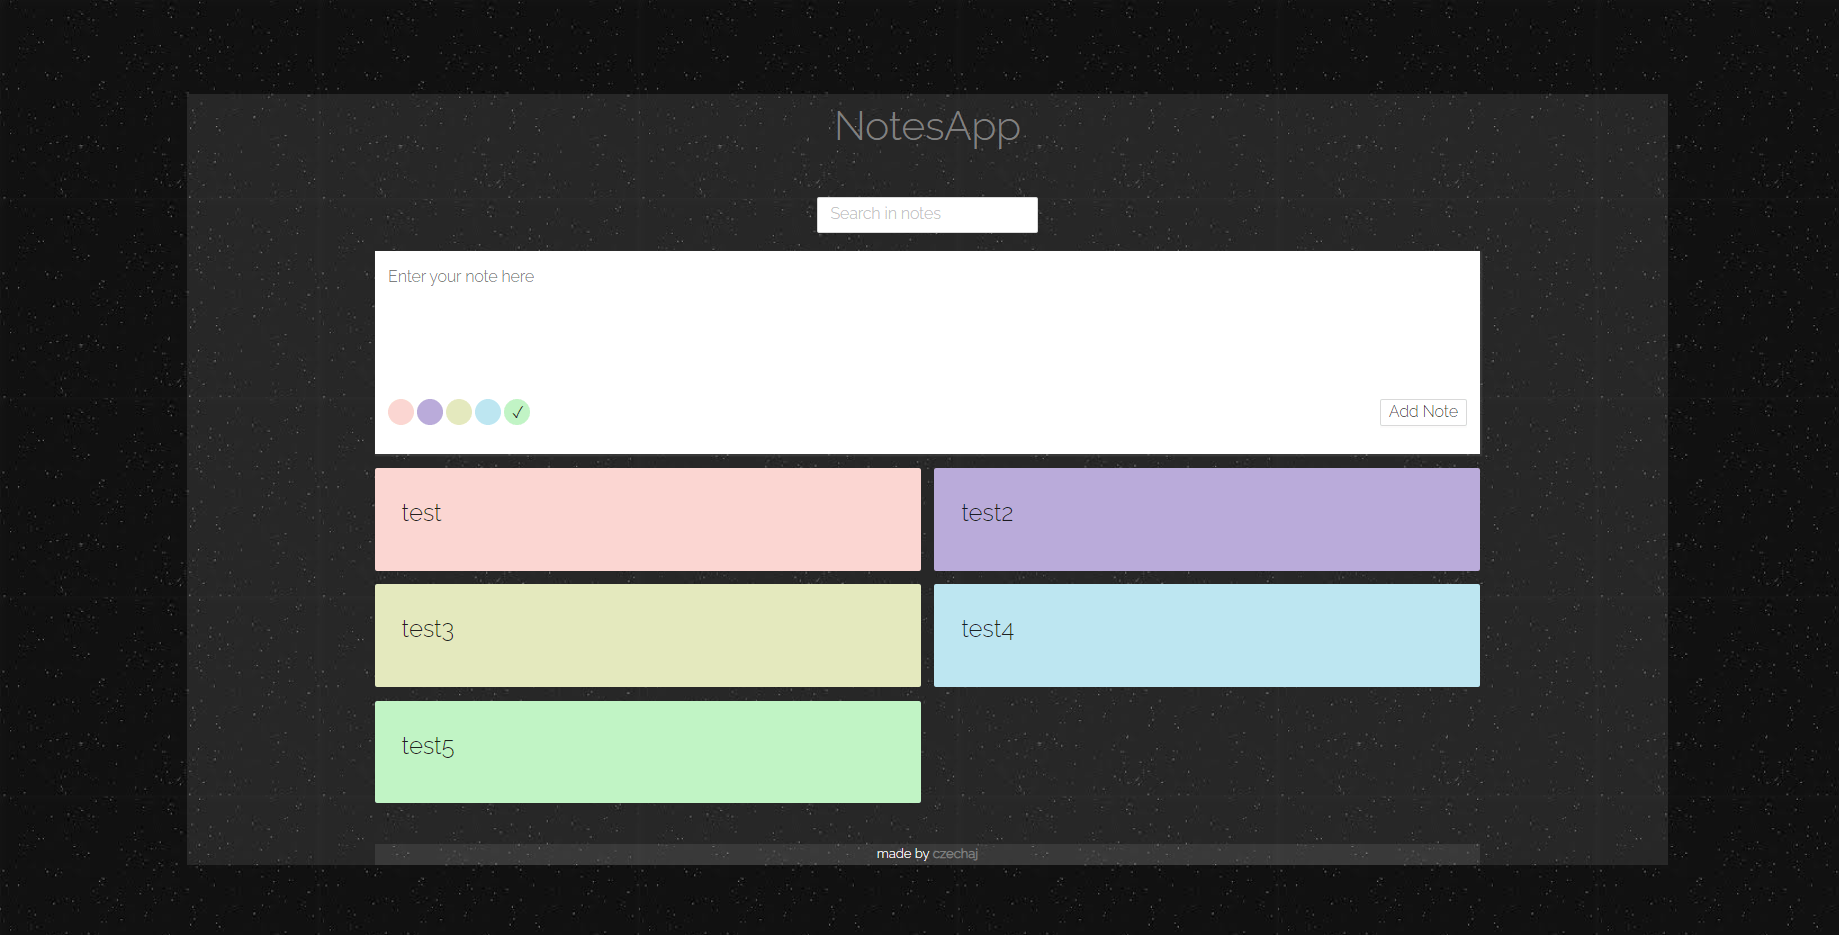 NotesApp
Search in notes
Enter your note here
✓
Add Note
test
test2
test3
test4
test5
made by czechaj